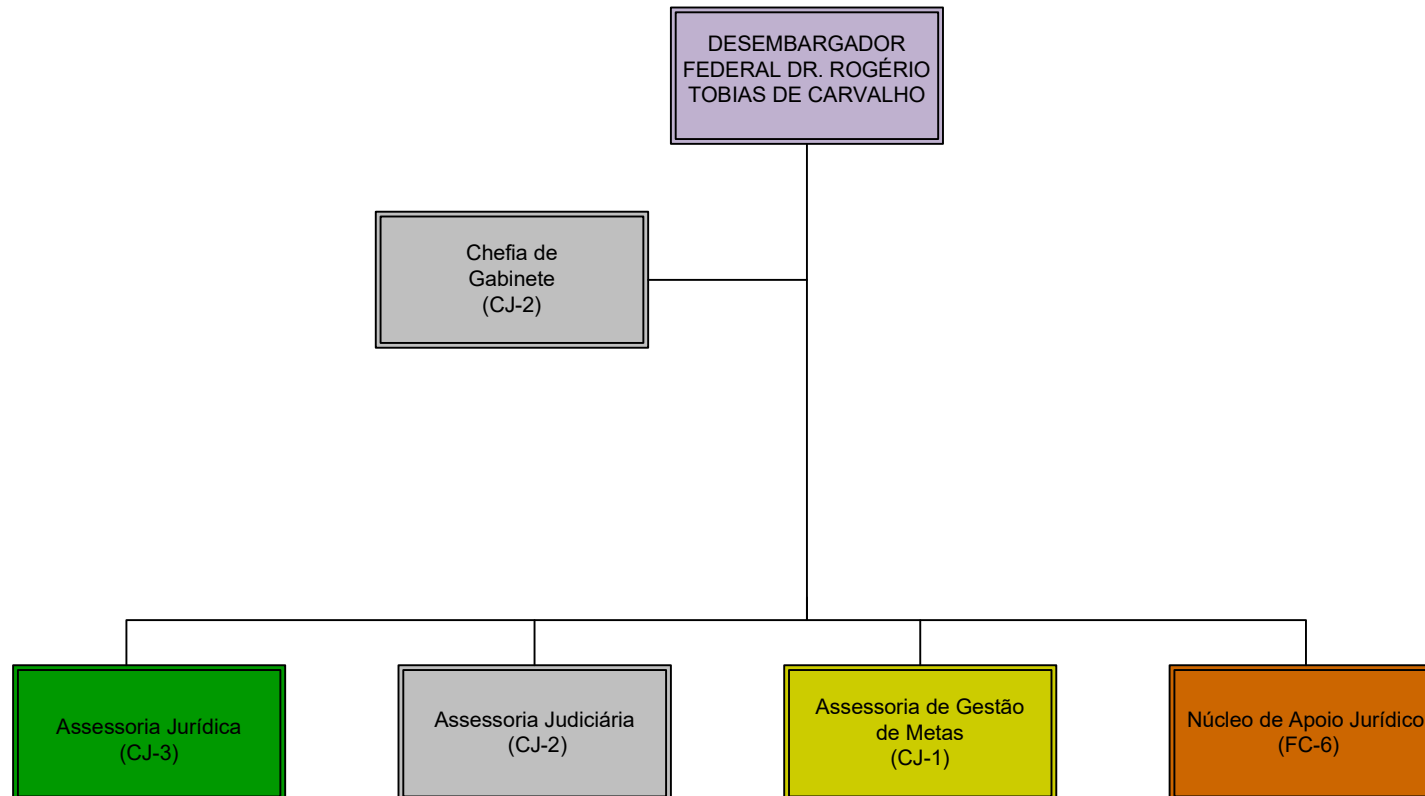 DESEMBARGADOR
FEDERAL DR. ROGÉRIO
TOBIAS DE CARVALHO
Chefia de
Gabinete
(CJ-2)
Assessoria Jurídica
(CJ-3)
Assessoria Judiciária
(CJ-2)
Assessoria de Gestão
de Metas
(CJ-1)
Núcleo de Apoio Jurídico
(FC-6)